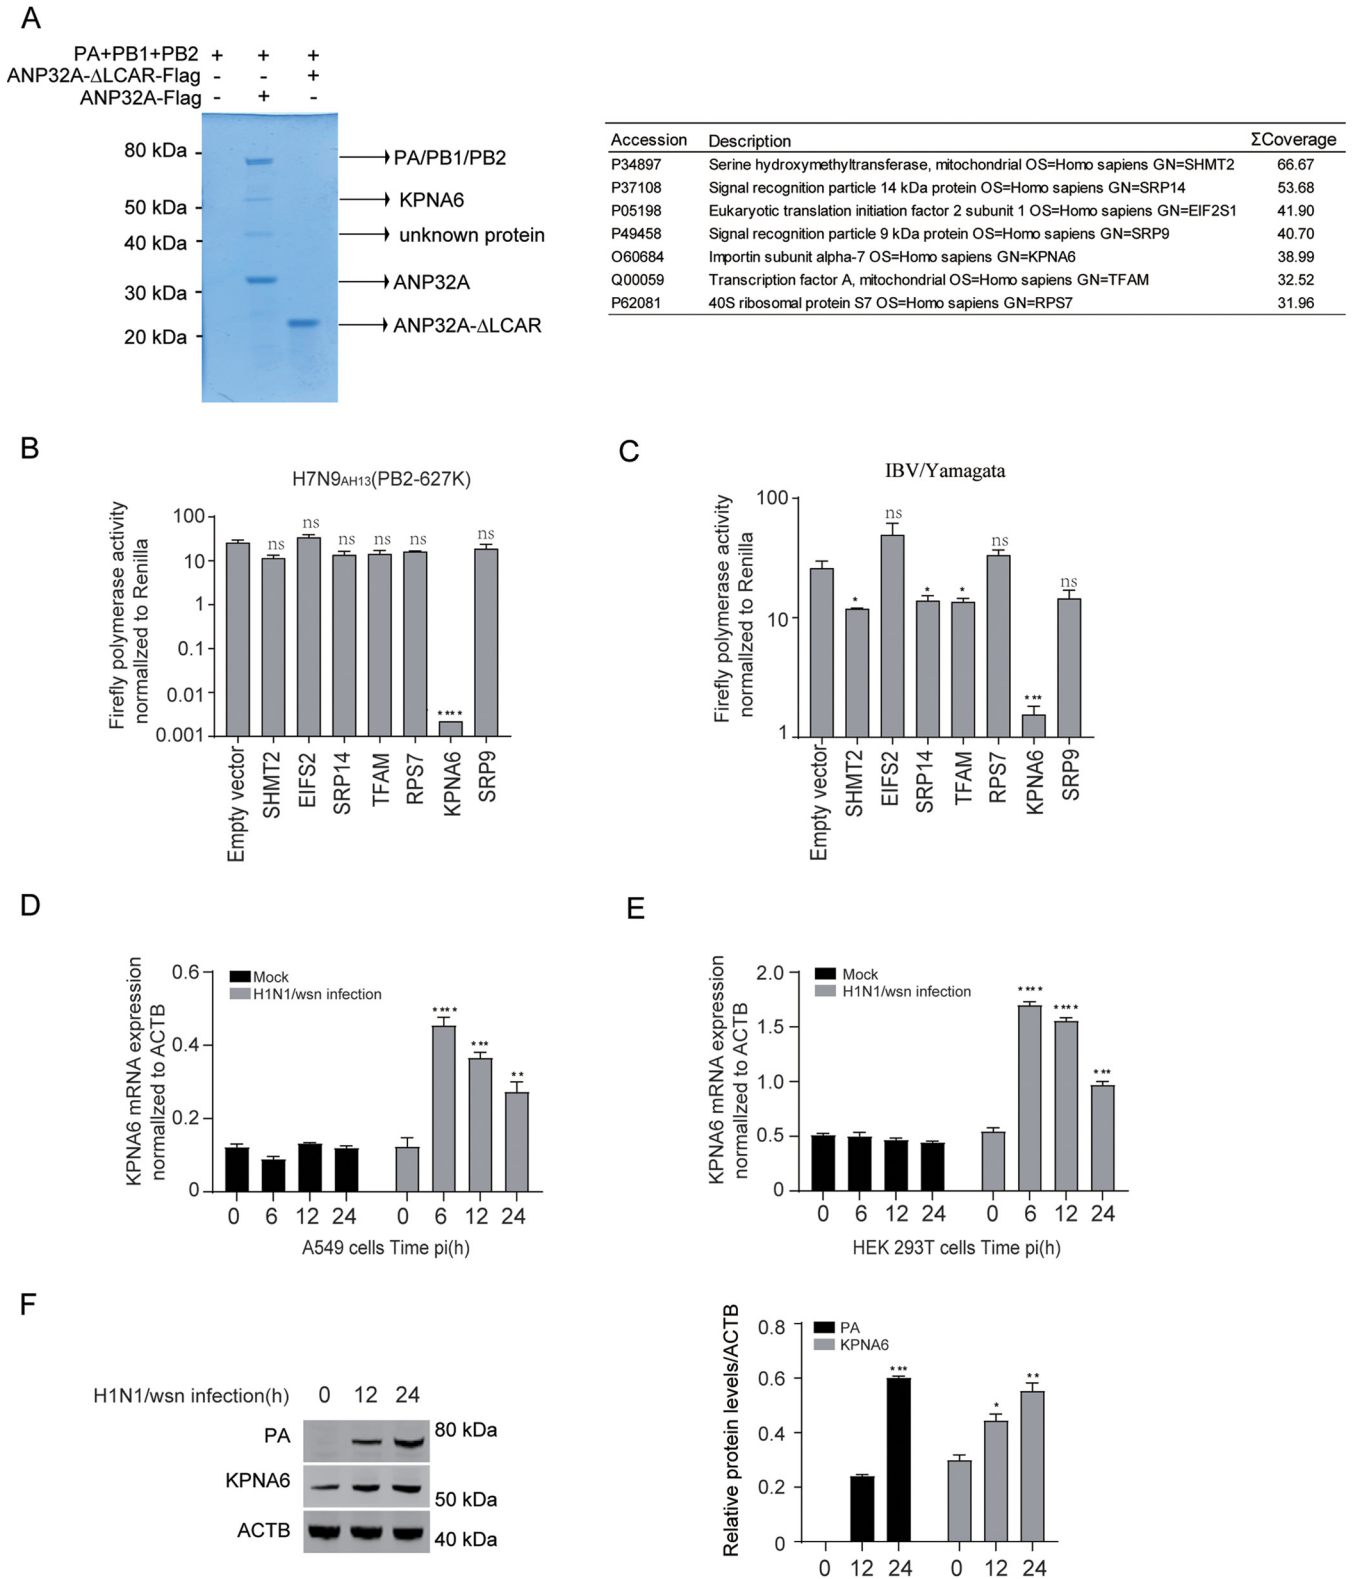 A
PA+PB1+PB2 + + +
ANP32A-ΔLCAR-Flag - - +
ANP32A-Flag - + -
80 kDa
50 kDa
40 kDa
30 kDa
20 kDa
PA/PB1/PB2
KPNA6
unknown protein
ANP32A
ANP32A-ΔLCAR
Accession Description ΣCoverage
P34897 Serine hydroxymethyltransferase, mitochondrial OS=Homo sapiens GN=SHMT2 66.67
P37108 Signal recognition particle 14 kDa protein OS=Homo sapiens GN=SRP14 53.68
P05198 Eukaryotic translation initiation factor 2 subunit 1 OS=Homo sapiens GN=EIF2S1 41.90
P49458 Signal recognition particle 9 kDa protein OS=Homo sapiens GN=SRP9 40.70
O60684 Importin subunit alpha-7 OS=Homo sapiens GN=KPNA6 38.99
Q00059 Transcription factor A, mitochondrial OS=Homo sapiens GN=TFAM 32.52
P62081 40S ribosomal protein S7 OS=Homo sapiens GN=RPS7 31.96
B
H7N9AH13(PB2-627K)
Firefly polymerase activity
normalized to Renilla
100
10
1
0.1
0.01
0.001
ns ns ns ns ns **** ns
Empty vector SHMT2 EIFS2 SRP14 TFAM RPS7 KPNA6 SRP9
C
IBV/Yamagata
Firefly polymerase activity
normalized to Renilla
100
10
1
* ns * * ns *** ns
Empty vector SHMT2 EIFS2 SRP14 TFAM RPS7 KPNA6 SRP9
D
KPNA6 mRNA expression
normalized to ACTB
0.6
0.4
0.2
0
Mock
H1N1/wsn infection
**** *** **
0 6 12 24 0 6 12 24
A549 cells Time pi(h)
E
KPNA6 mRNA expression
normalized to ACTB
2.0
1.5
1.0
0.5
0
Mock
H1N1/wsn infection
**** **** ***
0 6 12 24 0 6 12 24
HEK 293T cells Time pi(h)
F
H1N1/wsn infection(h) 0 12 24
PA 80 kDa
KPNA6 50 kDa
ACTB 40 kDa
Relative protein levels/ACTB
0.8
0.6
0.4
0.2
0
PA
KPNA6
*** * **
0 12 24 0 12 24